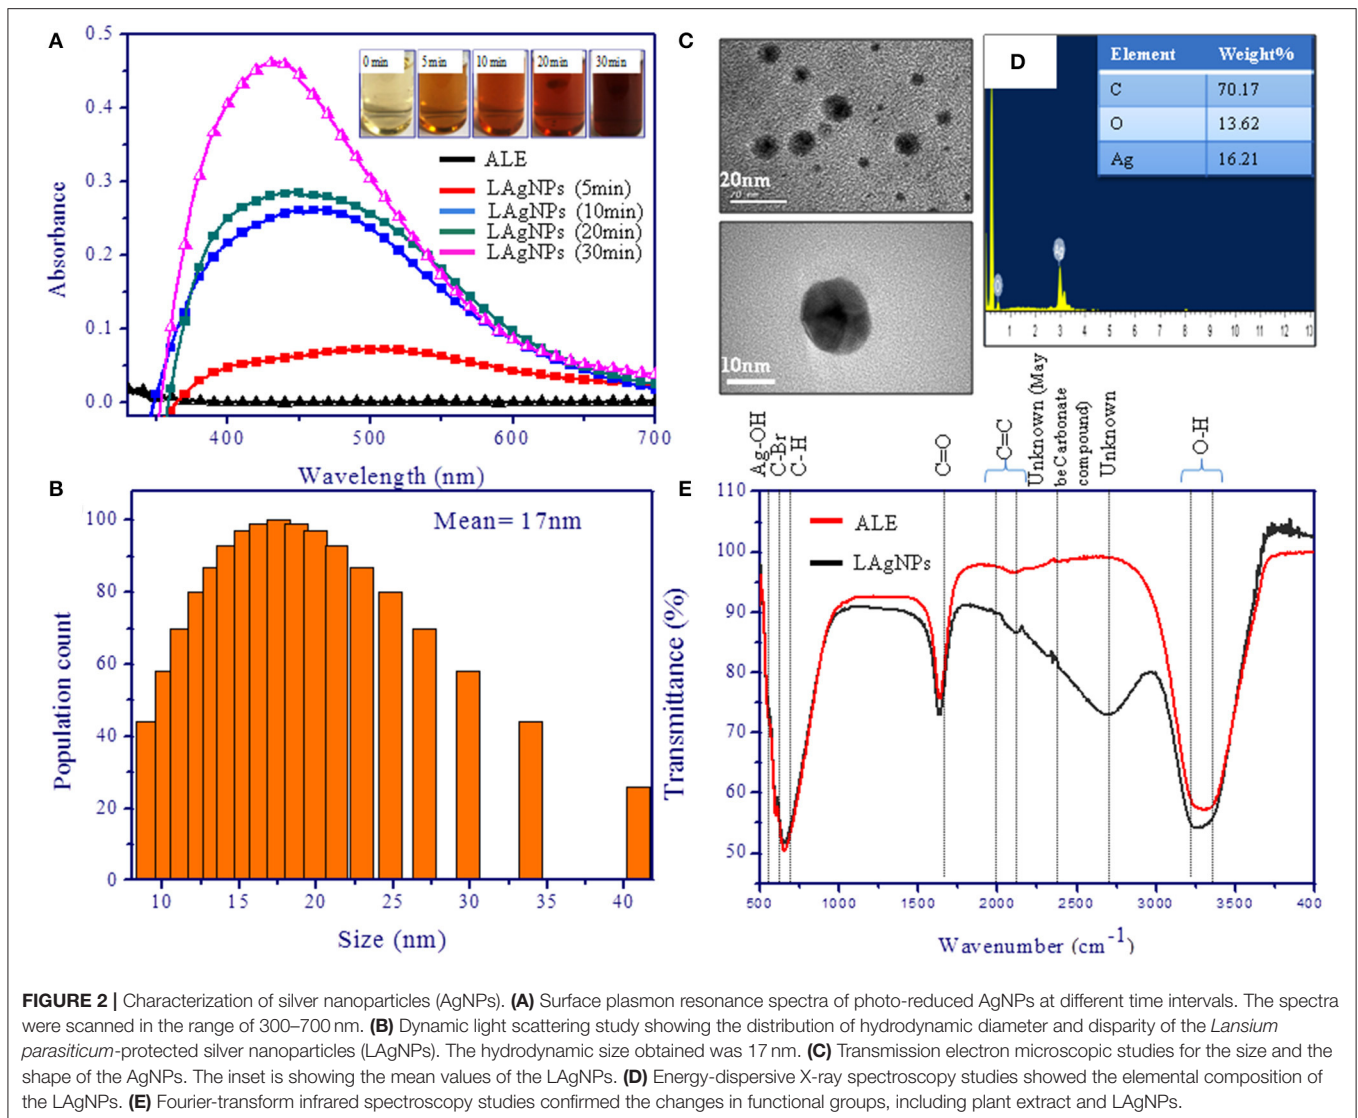 A
0.5
0.4
0.3
0.2
0.1
0.0
Absorbance
0 min
5 min
10 min
20 min
30 min
ALE
LAgNPs (5min)
LAgNPs (10min)
LAgNPs (20min)
LAgNPs (30min)
400
500
600
700
Wavelength (nm)
C
20nm
10nm
D
Element Weight%
C 70.17
O 13.62
Ag 16.21
1 2 3 4 5 6 7 8 9 10 11 12 13
B
Mean= 17nm
100
80
60
40
20
0
Population count
10 15 20 25 30 35 40
Size (nm)
E
Ag-OH
C-Br
C-H
C=O
C=C
Unknown (May
be Carbonate
compound)
Unknown
O-H
110
100
90
80
70
60
50
Transmittance (%)
ALE
LAgNPs
500 1000 1500 2000 2500 3000 3500 400
Wavenumber (cm-1)
FIGURE 2 | Characterization of silver nanoparticles (AgNPs). (A) Surface plasmon resonance spectra of photo-reduced AgNPs at different time intervals. The spectra
were scanned in the range of 300–700 nm. (B) Dynamic light scattering study showing the distribution of hydrodynamic diameter and disparity of the Lansium
parasiticum-protected silver nanoparticles (LAgNPs). The hydrodynamic size obtained was 17 nm. (C) Transmission electron microscopic studies for the size and the
shape of the AgNPs. The inset is showing the mean values of the LAgNPs. (D) Energy-dispersive X-ray spectroscopy studies showed the elemental composition of
the LAgNPs. (E) Fourier-transform infrared spectroscopy studies confirmed the changes in functional groups, including plant extract and LAgNPs.